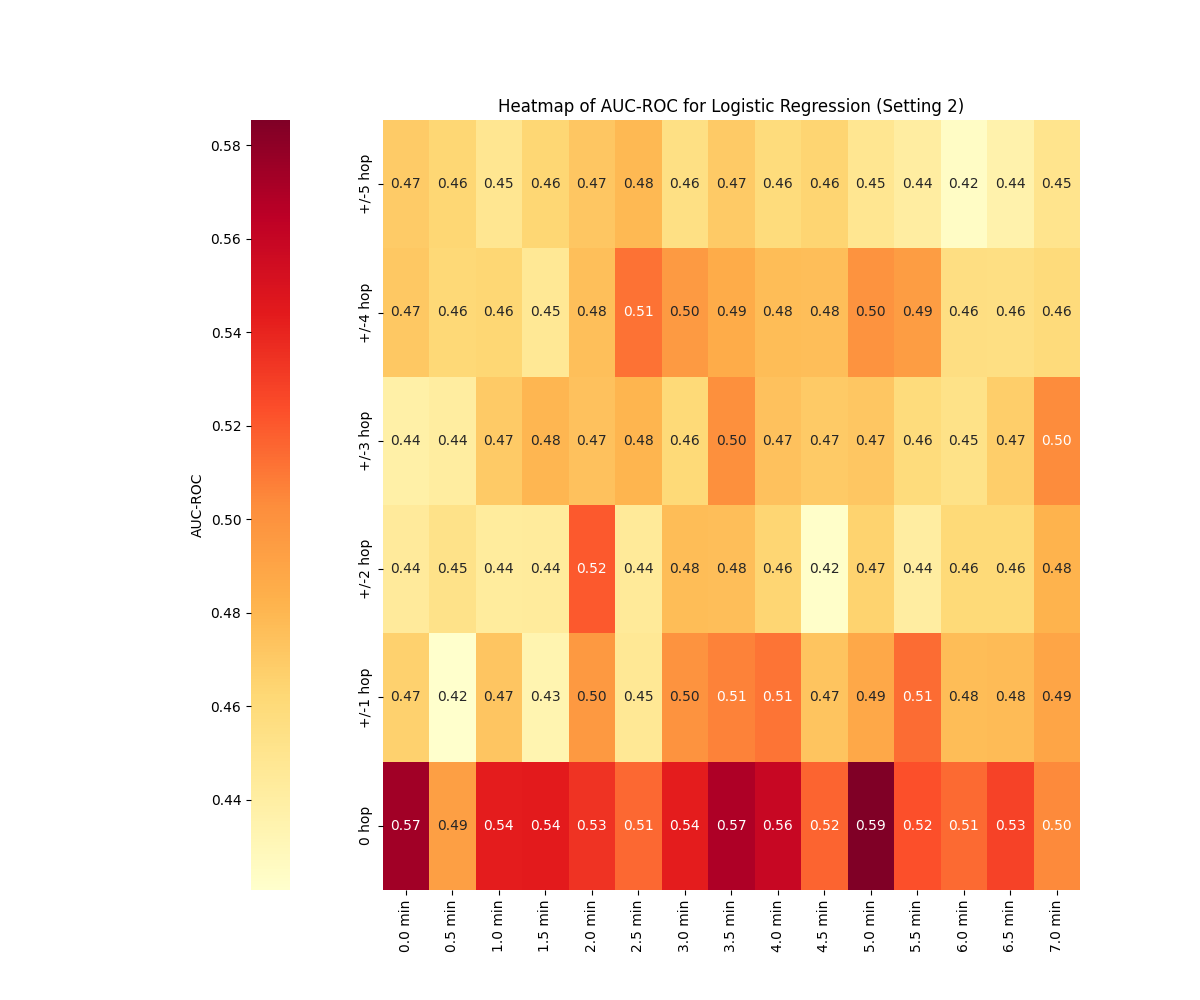 Heatmap of AUC-ROC for Logistic Regression (Setting 2)
AUC-ROC
0.58
0.56
0.54
0.52
0.50
0.48
0.46
0.44
+/-5 hop 0.47 0.46 0.45 0.46 0.47 0.48 0.46 0.47 0.46 0.46 0.45 0.44 0.42 0.44 0.45
+/-4 hop 0.47 0.46 0.46 0.45 0.48 0.51 0.50 0.49 0.48 0.48 0.50 0.49 0.46 0.46 0.46
+/-3 hop 0.44 0.44 0.47 0.48 0.47 0.48 0.46 0.50 0.47 0.47 0.47 0.46 0.45 0.47 0.50
+/-2 hop 0.44 0.45 0.44 0.44 0.52 0.44 0.48 0.48 0.46 0.42 0.47 0.44 0.46 0.46 0.48
+/-1 hop 0.47 0.42 0.47 0.43 0.50 0.45 0.50 0.51 0.51 0.47 0.49 0.51 0.48 0.48 0.49
0 hop 0.57 0.49 0.54 0.54 0.53 0.51 0.54 0.57 0.56 0.52 0.59 0.52 0.51 0.53 0.50
0.0 min 0.5 min 1.0 min 1.5 min 2.0 min 2.5 min 3.0 min 3.5 min 4.0 min 4.5 min 5.0 min 5.5 min 6.0 min 6.5 min 7.0 min